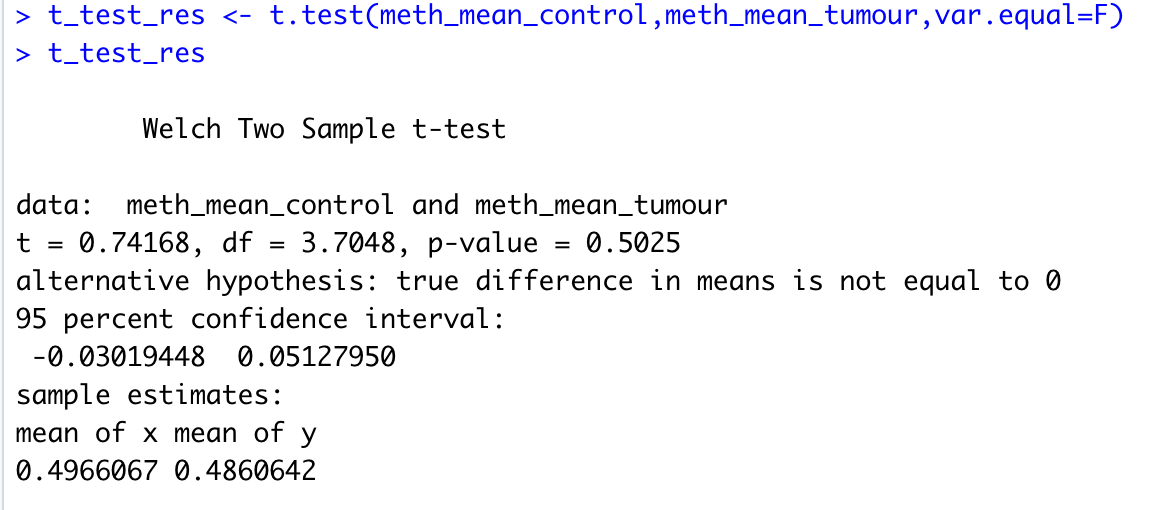 > t_test_res <- t.test(meth_mean_control,meth_mean_tumour,var.equal=F)
> t_test_res
Welch Two Sample t-test
data:  meth_mean_control and meth_mean_tumour
t = 0.74168, df = 3.7048, p-value = 0.5025
alternative hypothesis: true difference in means is not equal to 0
95 percent confidence interval:
 -0.03019448  0.05127950
sample estimates:
mean of x mean of y
0.4966067 0.4860642